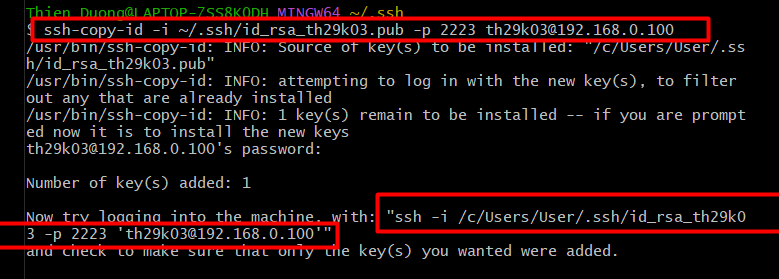 Thien Duong@LAPTOP-ZSS8K0DH MINGW64 ~/.ssh
$ ssh-copy-id -i ~/.ssh/id_rsa_th29k03.pub -p 2223 th29k03@192.168.0.100
/usr/bin/ssh-copy-id: INFO: Source of key(s) to be installed: "/c/Users/User/.ss
h/id_rsa_th29k03.pub"
/usr/bin/ssh-copy-id: INFO: attempting to log in with the new key(s), to filter
out any that are already installed
/usr/bin/ssh-copy-id: INFO: 1 key(s) remain to be installed -- if you are prompt
ed now it is to install the new keys
th29k03@192.168.0.100's password:
Number of key(s) added: 1
Now try logging into the machine, with: "ssh -i /c/Users/User/.ssh/id_rsa_th29k0
3 -p 2223 'th29k03@192.168.0.100'"
and check to make sure that only the key(s) you wanted were added.